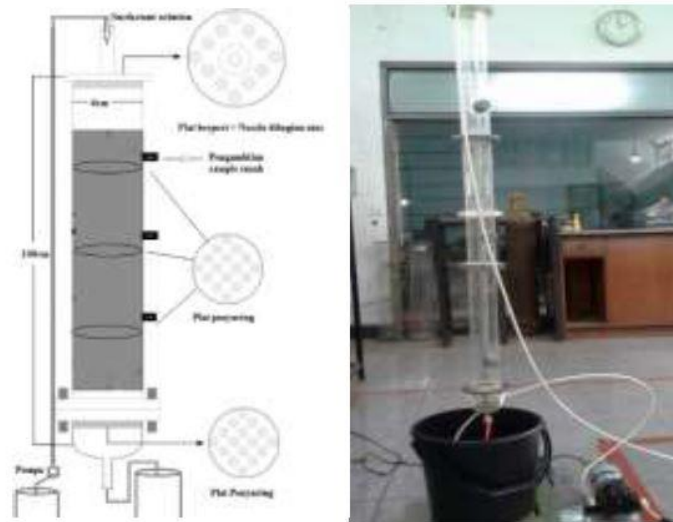 Surfactant solution
Plat berpori + Nozzle dibagian atas
Pengambilan
sample tanah
Plat penyaring
Pompa
Plat Penyaring